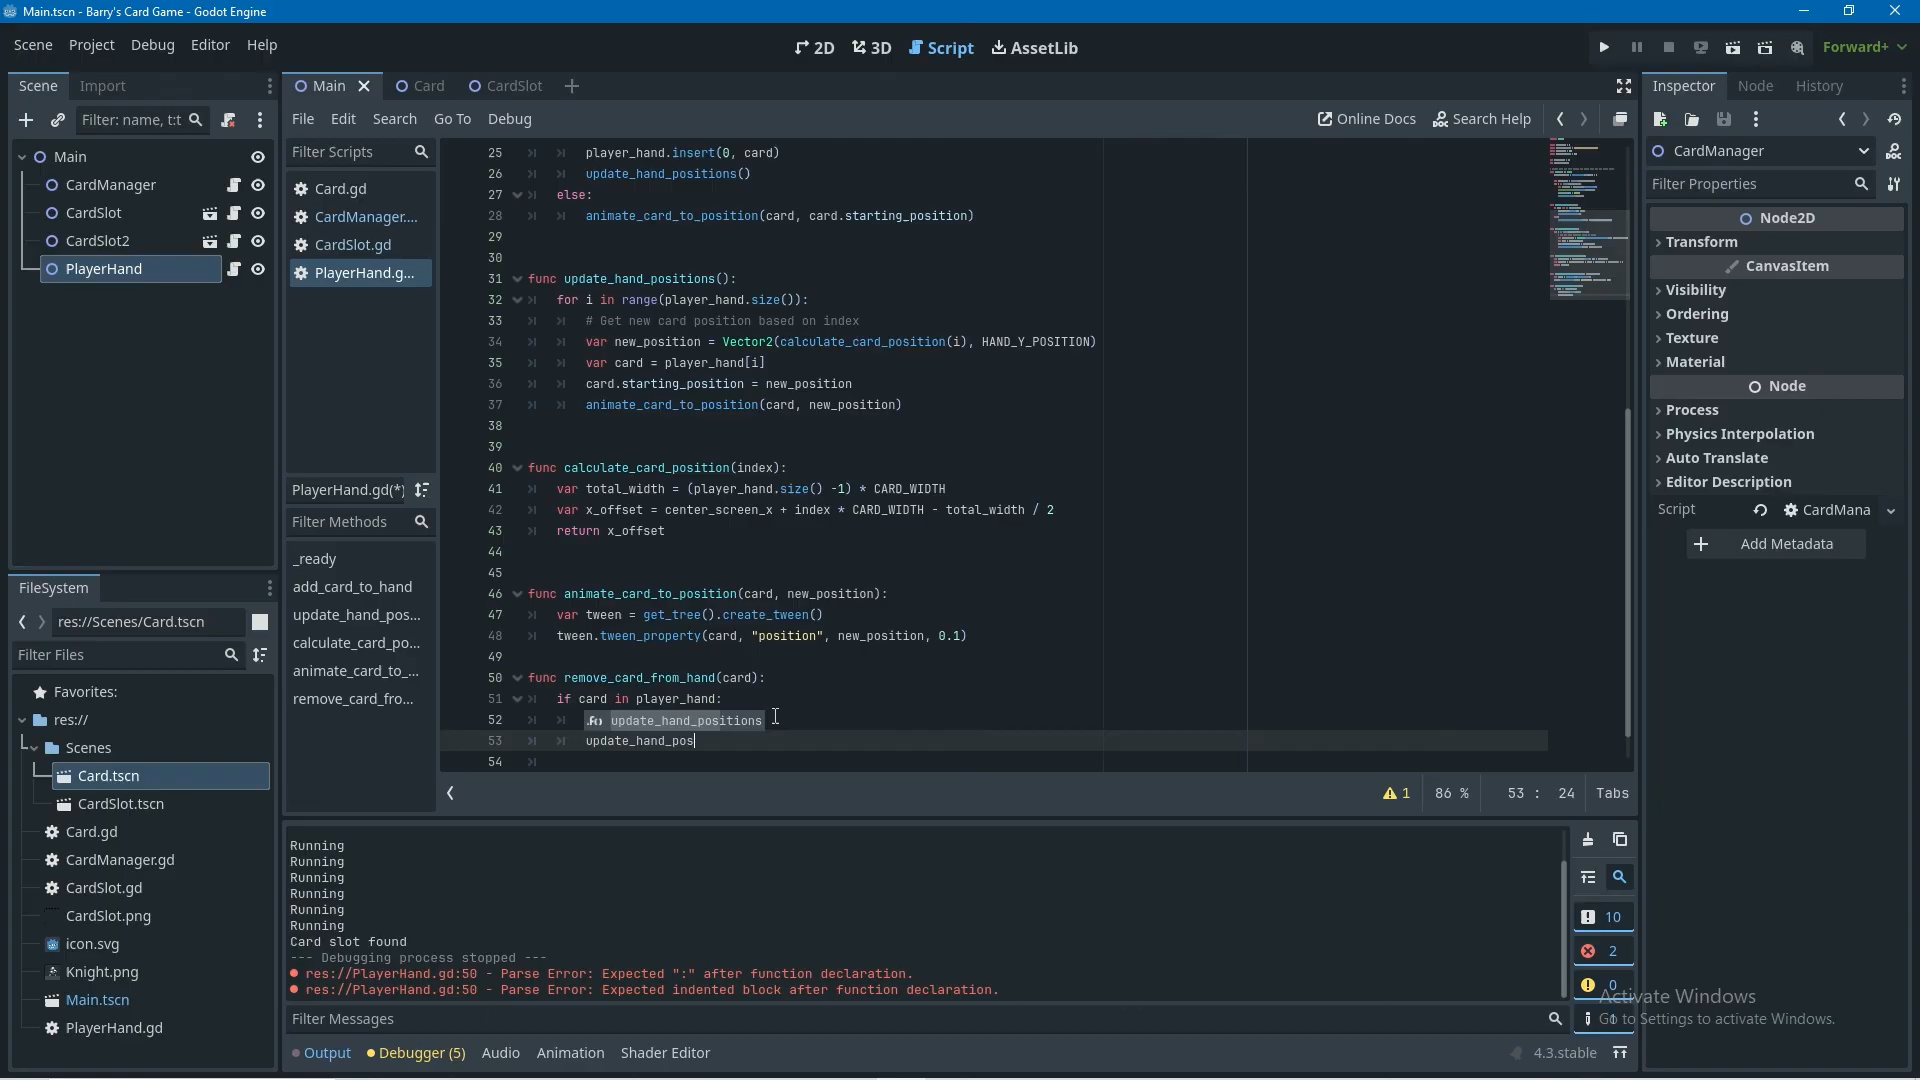 Main.tscn - Barry's Card Game - Godot Engine
Scene Project Debug Editor Help
2D 3D Script AssetLib
Forward+
Scene Import
Filter: name, t:t
Main
CardManager
CardSlot
CardSlot2
PlayerHand
Main Card CardSlot
File Edit Search Go To Debug
Online Docs Search Help
Filter Scripts
Card.gd
CardManager....
CardSlot.gd
PlayerHand.g...
PlayerHand.gd(*)
Filter Methods
_ready
add_card_to_hand
update_hand_pos...
calculate_card_po...
animate_card_to_...
remove_card_fro...
25 player_hand.insert(0, card)
26 update_hand_positions()
27 else:
28 animate_card_to_position(card, card.starting_position)
29
30
31 func update_hand_positions():
32 for i in range(player_hand.size()):
33 # Get new card position based on index
34 var new_position = Vector2(calculate_card_position(i), HAND_Y_POSITION)
35 var card = player_hand[i]
36 card.starting_position = new_position
37 animate_card_to_position(card, new_position)
38
39
40 func calculate_card_position(index):
41 var total_width = (player_hand.size() -1) * CARD_WIDTH
42 var x_offset = center_screen_x + index * CARD_WIDTH - total_width / 2
43 return x_offset
44
45
46 func animate_card_to_position(card, new_position):
47 var tween = get_tree().create_tween()
48 tween.tween_property(card, "position", new_position, 0.1)
49
50 func remove_card_from_hand(card):
51 if card in player_hand:
52 update_hand_positions
53 update_hand_pos
54
1 86 % 53 : 24 Tabs
Running
Running
Running
Running
Running
Running
Card slot found
--- Debugging process stopped ---
res://PlayerHand.gd:50 - Parse Error: Expected ":" after function declaration.
res://PlayerHand.gd:50 - Parse Error: Expected indented block after function declaration.
Filter Messages
10
2
0
1
Output Debugger (5) Audio Animation Shader Editor
4.3.stable
FileSystem
res://Scenes/Card.tscn
Filter Files
Favorites:
res://
Scenes
Card.tscn
CardSlot.tscn
Card.gd
CardManager.gd
CardSlot.gd
CardSlot.png
icon.svg
Knight.png
Main.tscn
PlayerHand.gd
Inspector Node History
CardManager
Filter Properties
Node2D
Transform
CanvasItem
Visibility
Ordering
Texture
Material
Node
Process
Physics Interpolation
Auto Translate
Editor Description
Script CardMana
Add Metadata
Activate Windows
Go to Settings to activate Windows.